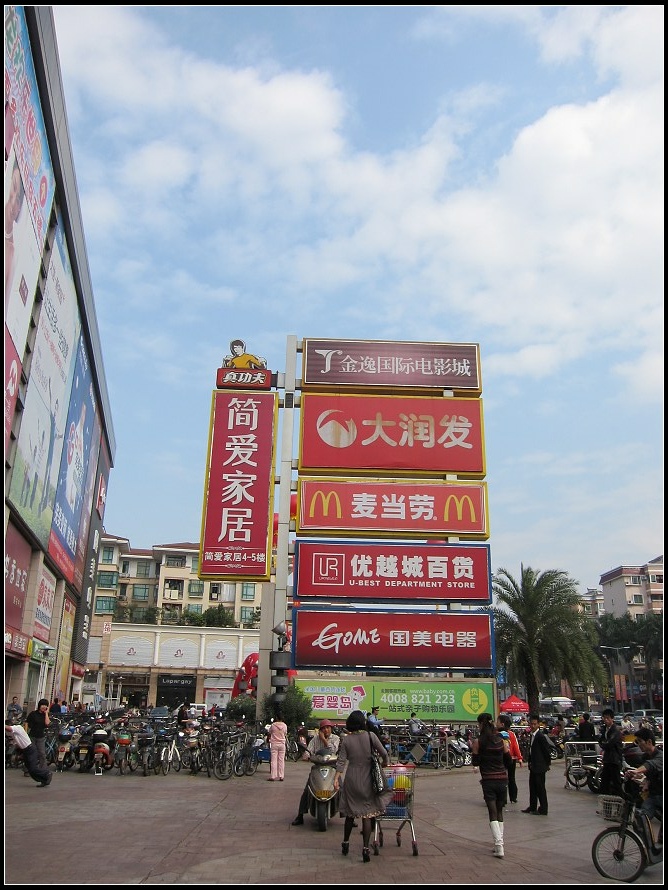 真功夫
简爱家居
简爱家居4-5楼
金逸国际电影城
大润发
麦当劳
UR
优越城百货
U-BEST DEPARTMENT STORE
GOME 国美电器
爱婴岛
4008 821 223
一站式亲子购物乐园